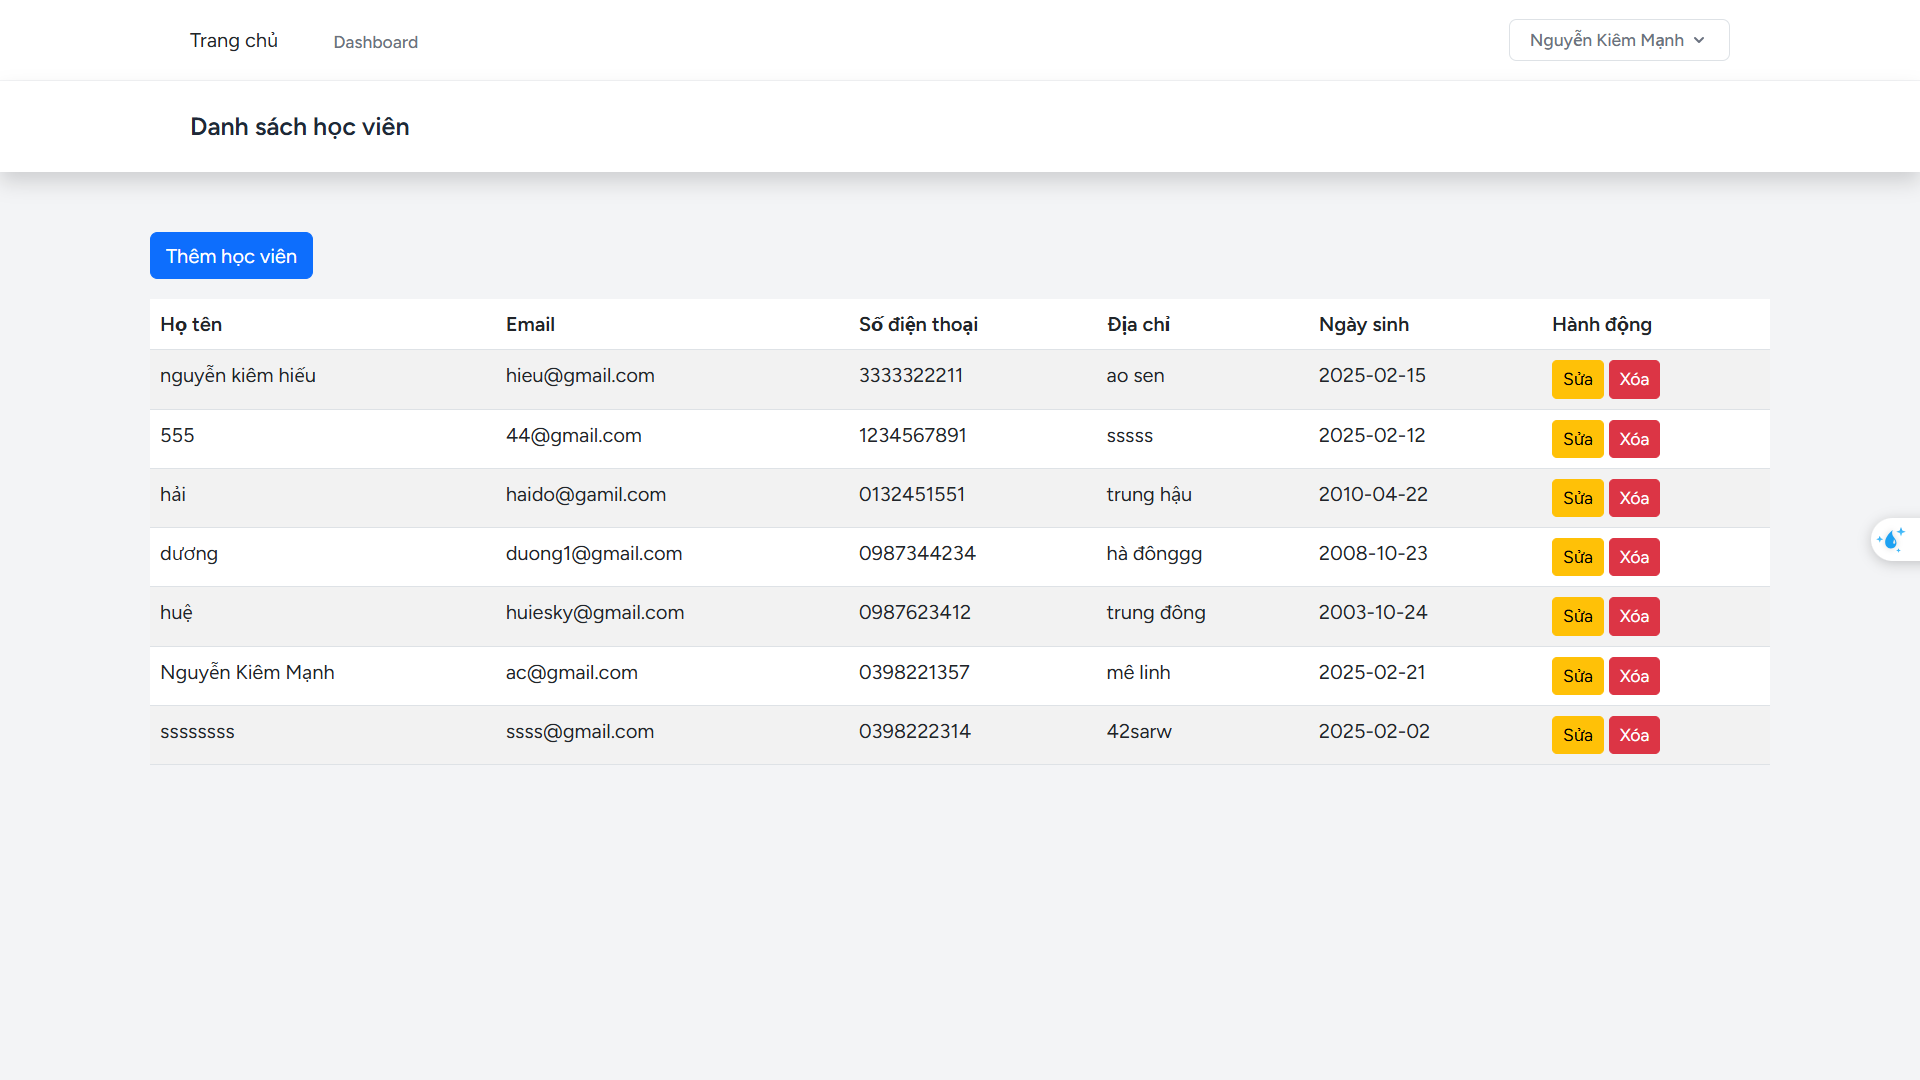 Trang chủ Dashboard Nguyễn Kiêm Mạnh
Danh sách học viên
Thêm học viên
Họ tên Email Số điện thoại Địa chỉ Ngày sinh Hành động
nguyễn kiêm hiếu hieu@gmail.com 3333322211 ao sen 2025-02-15 Sửa Xóa
555 44@gmail.com 1234567891 sssss 2025-02-12 Sửa Xóa
hải haido@gamil.com 0132451551 trung hậu 2010-04-22 Sửa Xóa
dương duong1@gmail.com 0987344234 hà đônggg 2008-10-23 Sửa Xóa
huệ huiesky@gmail.com 0987623412 trung đông 2003-10-24 Sửa Xóa
Nguyễn Kiêm Mạnh ac@gmail.com 0398221357 mê linh 2025-02-21 Sửa Xóa
ssssssss ssss@gmail.com 0398222314 42sarw 2025-02-02 Sửa Xóa